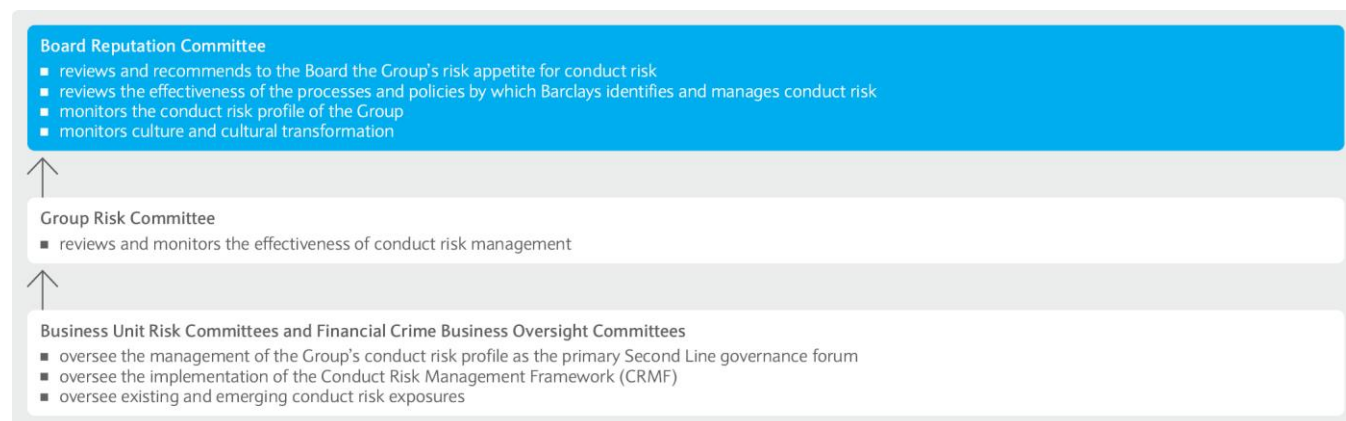 Board Reputation Committee
■ reviews and recommends to the Board the Group's risk appetite for conduct risk
■ reviews the effectiveness of the processes and policies by which Barclays identifies and manages conduct risk
■ monitors the conduct risk profile of the Group
■ monitors culture and cultural transformation
Group Risk Committee
■ reviews and monitors the effectiveness of conduct risk management
Business Unit Risk Committees and Financial Crime Business Oversight Committees
■ oversee the management of the Group's conduct risk profile as the primary Second Line governance forum
■ oversee the implementation of the Conduct Risk Management Framework (CRMF)
■ oversee existing and emerging conduct risk exposures